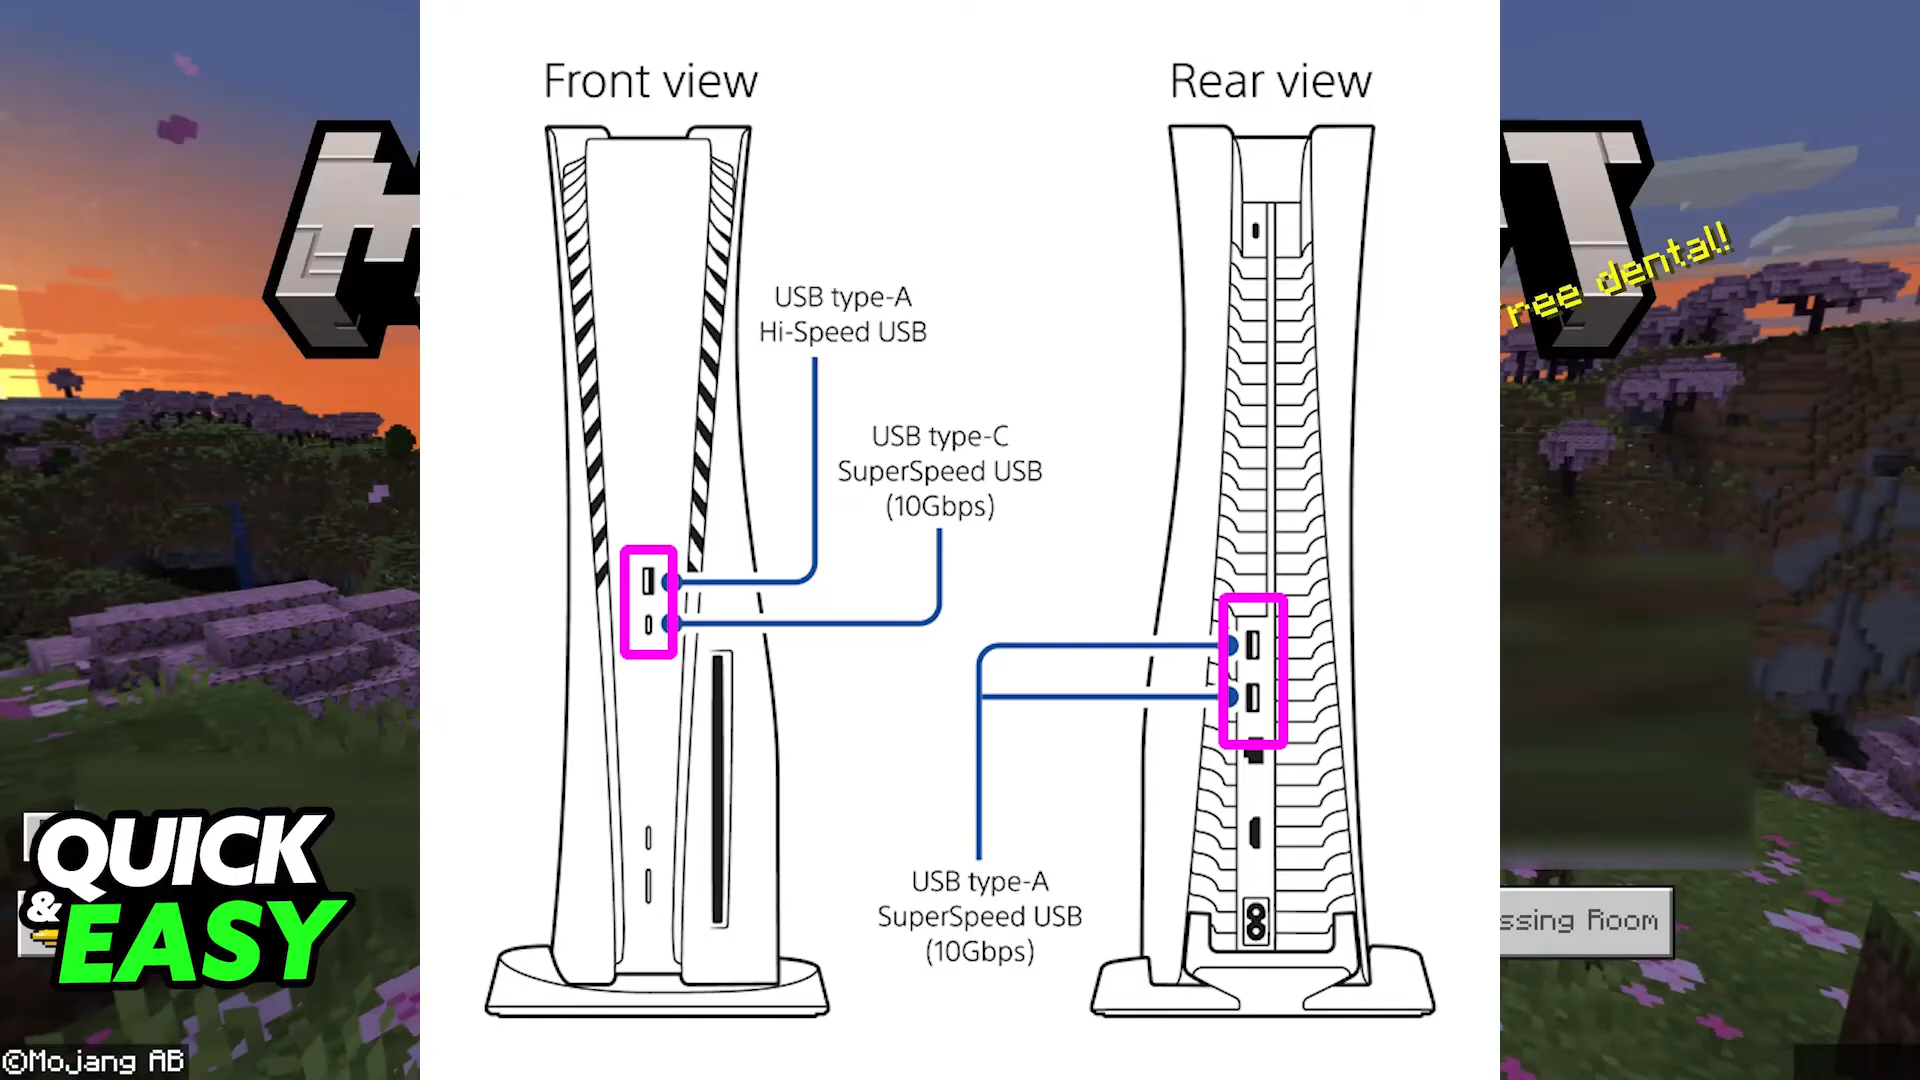 Front view
Rear view
USB type-A
Hi-Speed USB
USB type-C
SuperSpeed USB
(10Gbps)
USB type-A
SuperSpeed USB
(10Gbps)
M
T
ree dental!
QUICK
&
EASY
ssing Room
©Mojang AB